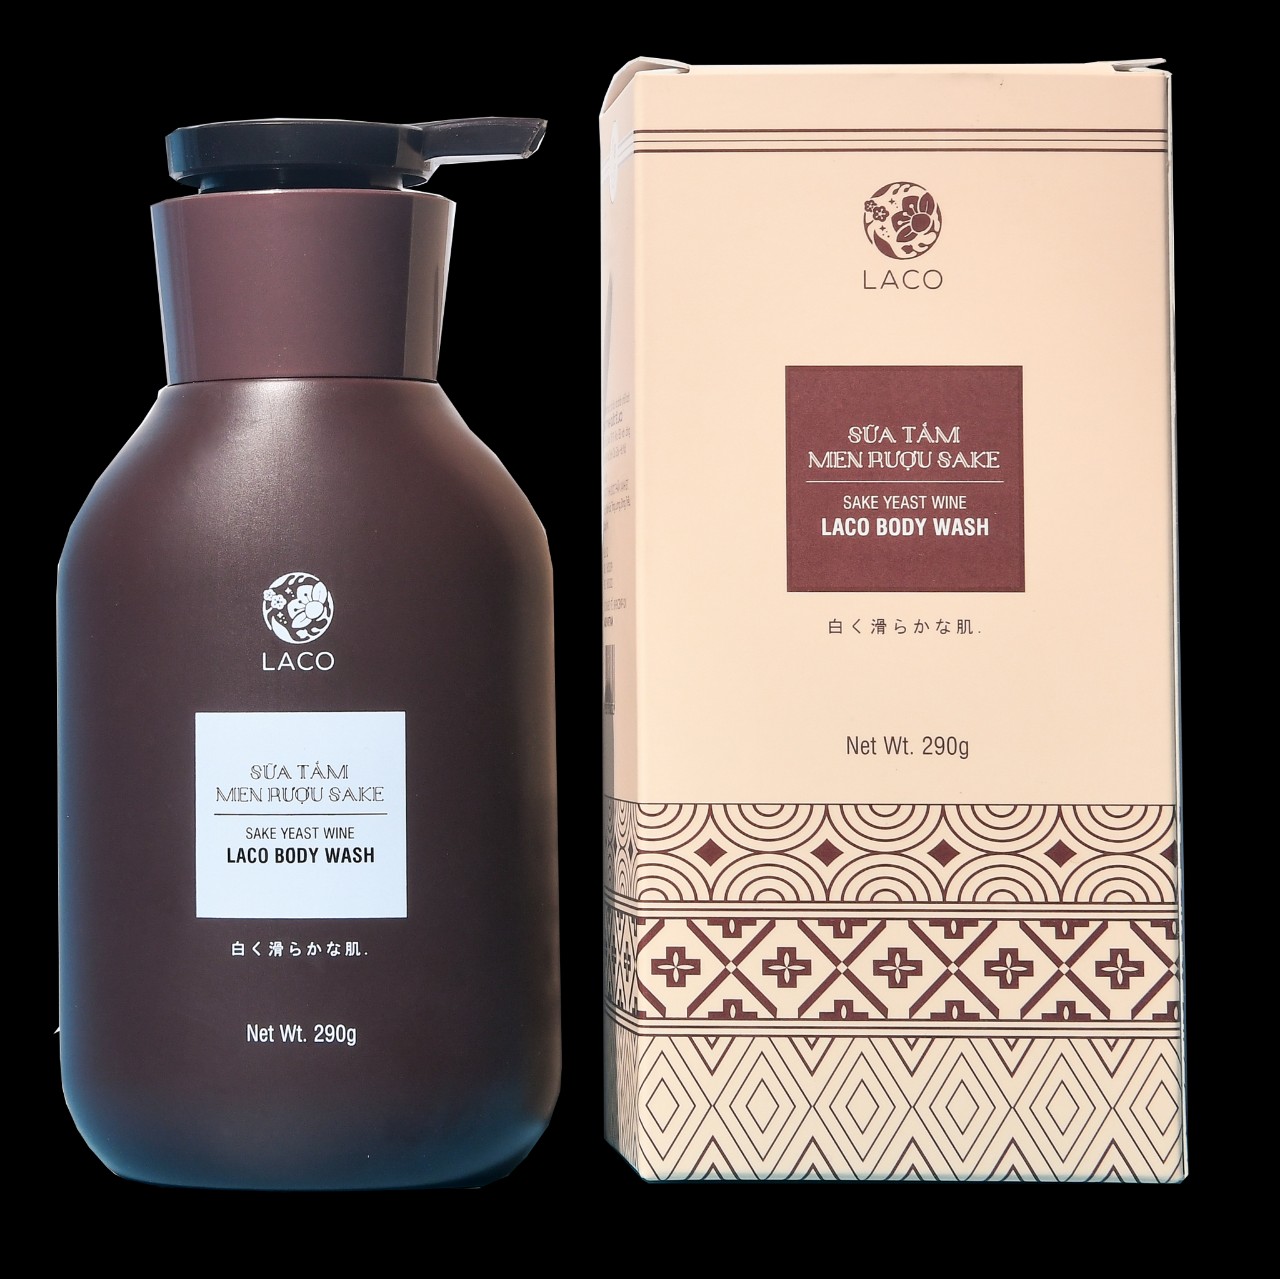 LACO
SỮA TẮM
MEN RƯỢU SAKE
SAKE YEAST WINE
LACO BODY WASH
白く滑らかな肌.
Net Wt. 290g
LACO
SỮA TẮM
MEN RƯỢU SAKE
SAKE YEAST WINE
LACO BODY WASH
白く滑らかな肌.
Net Wt. 290g